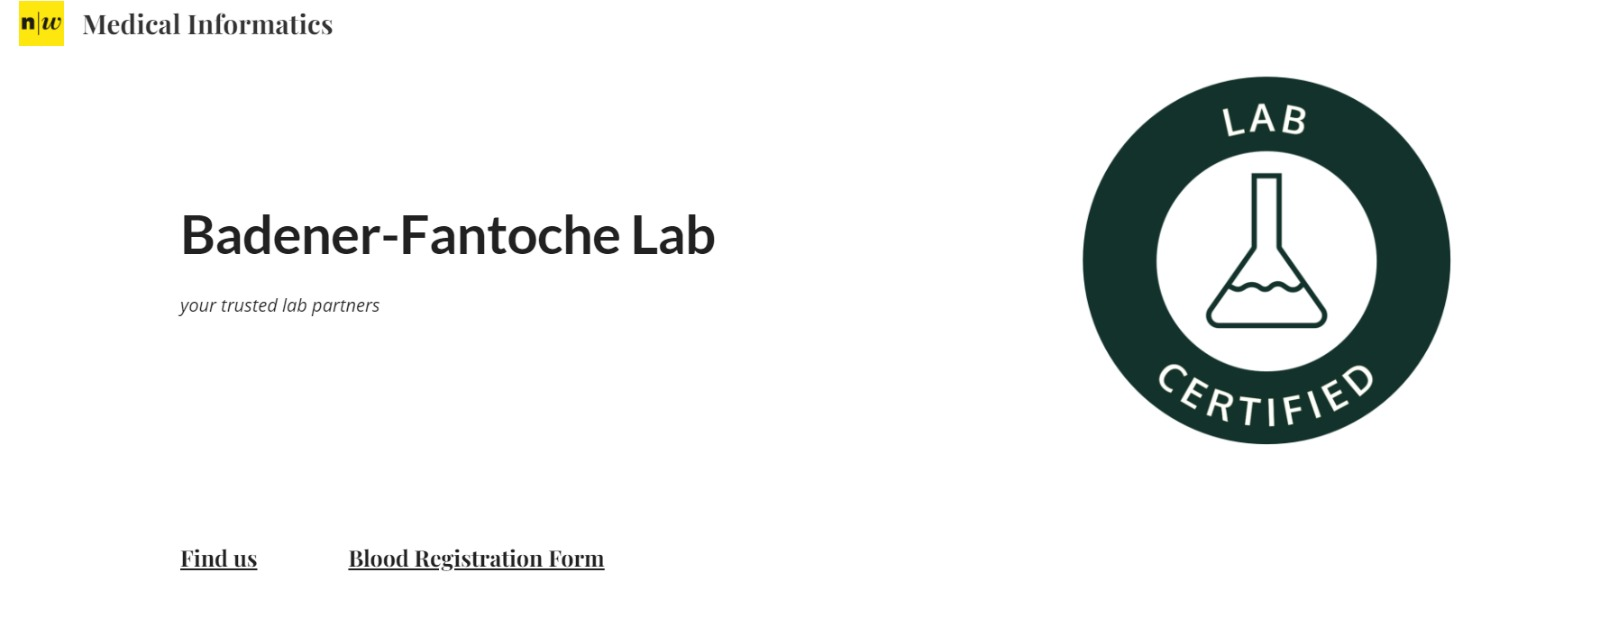 n|w Medical Informatics
LAB
CERTIFIED
Badener-Fantoche Lab
your trusted lab partners
Find us Blood Registration Form